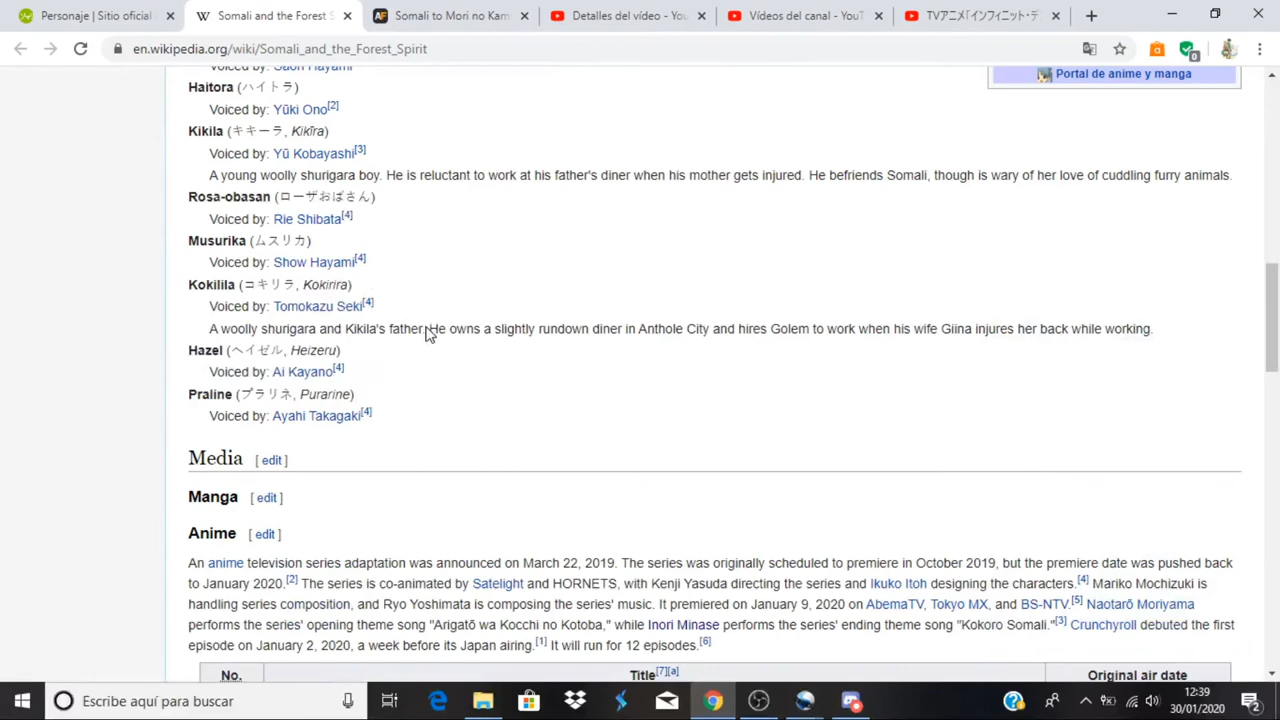 Personaje | Sitio oficial
Somali and the Forest S
Somali to Mori no Kam
Detalles del vídeo - You
Vídeos del canal - YouT
TVアニメ「インフィニット・デ
en.wikipedia.org/wiki/Somali_and_the_Forest_Spirit
Voiced by: Saori Hayami
Portal de anime y manga
Haitora (ハイトラ)
Voiced by: Yūki Ono[2]
Kikila (キキーラ, Kikīra)
Voiced by: Yū Kobayashi[3]
A young woolly shurigara boy. He is reluctant to work at his father's diner when his mother gets injured. He befriends Somali, though is wary of her love of cuddling furry animals.
Rosa-obasan (ローザおばさん)
Voiced by: Rie Shibata[4]
Musurika (ムスリカ)
Voiced by: Show Hayami[4]
Kokilila (コキリラ, Kokirira)
Voiced by: Tomokazu Seki[4]
A woolly shurigara and Kikila's father. He owns a slightly rundown diner in Anthole City and hires Golem to work when his wife Giina injures her back while working.
Hazel (ヘイゼル, Heizeru)
Voiced by: Ai Kayano[4]
Praline (プラリネ, Purarine)
Voiced by: Ayahi Takagaki[4]
Media [ edit ]
Manga [ edit ]
Anime [ edit ]
An anime television series adaptation was announced on March 22, 2019. The series was originally scheduled to premiere in October 2019, but the premiere date was pushed back
to January 2020.[2] The series is co-animated by Satelight and HORNETS, with Kenji Yasuda directing the series and Ikuko Itoh designing the characters.[4] Mariko Mochizuki is
handling series composition, and Ryo Yoshimata is composing the series' music. It premiered on January 9, 2020 on AbemaTV, Tokyo MX, and BS-NTV.[5] Naotarō Moriyama
performs the series' opening theme song "Arigatō wa Kocchi no Kotoba," while Inori Minase performs the series' ending theme song "Kokoro Somali."[3] Crunchyroll debuted the first
episode on January 2, 2020, a week before its Japan airing.[1] It will run for 12 episodes.[6]
No. Title[7][a] Original air date
Escribe aquí para buscar
12:39
30/01/2020
2